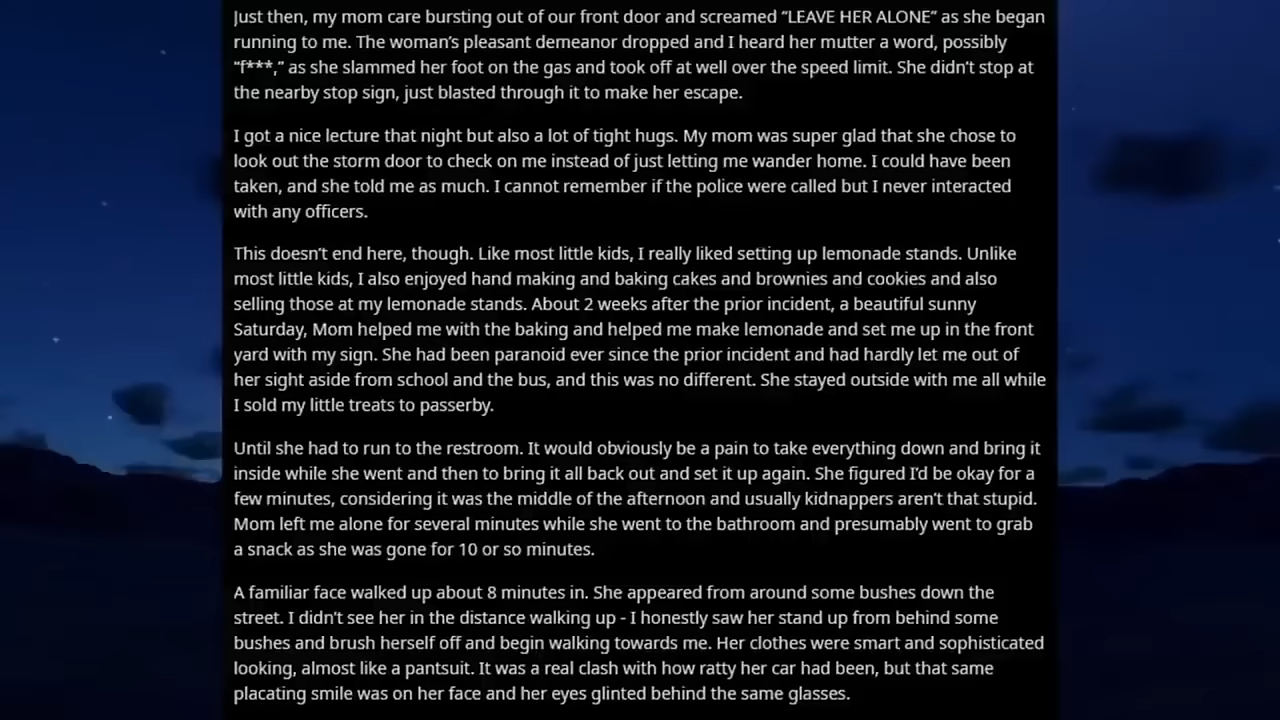 Just then, my mom care bursting out of our front door and screamed “LEAVE HER ALONE” as she began
running to me. The woman’s pleasant demeanor dropped and I heard her mutter a word, possibly
“f***,” as she slammed her foot on the gas and took off at well over the speed limit. She didn’t stop at
the nearby stop sign, just blasted through it to make her escape.
I got a nice lecture that night but also a lot of tight hugs. My mom was super glad that she chose to
look out the storm door to check on me instead of just letting me wander home. I could have been
taken, and she told me as much. I cannot remember if the police were called but I never interacted
with any officers.
This doesn’t end here, though. Like most little kids, I really liked setting up lemonade stands. Unlike
most little kids, I also enjoyed hand making and baking cakes and brownies and cookies and also
selling those at my lemonade stands. About 2 weeks after the prior incident, a beautiful sunny
Saturday, Mom helped me with the baking and helped me make lemonade and set me up in the front
yard with my sign. She had been paranoid ever since the prior incident and had hardly let me out of
her sight aside from school and the bus, and this was no different. She stayed outside with me all while
I sold my little treats to passerby.
Until she had to run to the restroom. It would obviously be a pain to take everything down and bring it
inside while she went and then to bring it all back out and set it up again. She figured I’d be okay for a
few minutes, considering it was the middle of the afternoon and usually kidnappers aren’t that stupid.
Mom left me alone for several minutes while she went to the bathroom and presumably went to grab
a snack as she was gone for 10 or so minutes.
A familiar face walked up about 8 minutes in. She appeared from around some bushes down the
street. I didn’t see her in the distance walking up - I honestly saw her stand up from behind some
bushes and brush herself off and begin walking towards me. Her clothes were smart and sophisticated
looking, almost like a pantsuit. It was a real clash with how ratty her car had been, but that same
placating smile was on her face and her eyes glinted behind the same glasses.